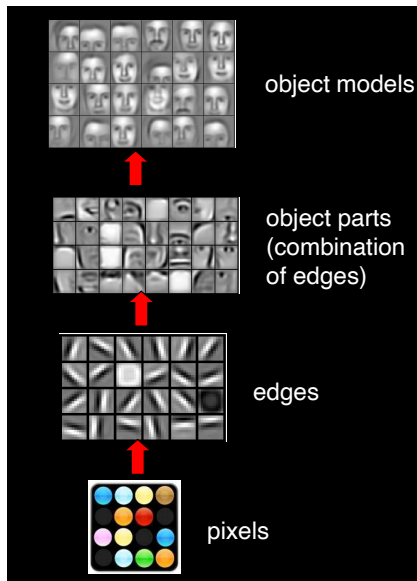 object models
object parts
(combination
of edges)
edges
pixels